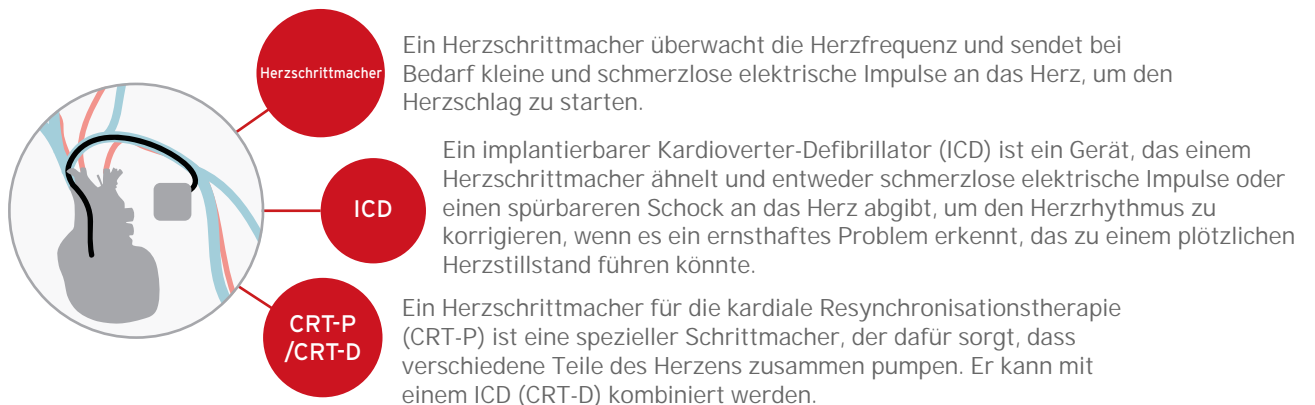 Herzschrittmacher
Ein Herzschrittmacher überwacht die Herzfrequenz und sendet bei
Bedarf kleine und schmerzlose elektrische Impulse an das Herz, um den
Herzschlag zu starten.
ICD
Ein implantierbarer Kardioverter-Defibrillator (ICD) ist ein Gerät, das einem
Herzschrittmacher ähnelt und entweder schmerzlose elektrische Impulse oder
einen spürbareren Schock an das Herz abgibt, um den Herzrhythmus zu
korrigieren, wenn es ein ernsthaftes Problem erkennt, das zu einem plötzlichen
Herzstillstand führen könnte.
CRT-P
/CRT-D
Ein Herzschrittmacher für die kardiale Resynchronisationstherapie
(CRT-P) ist eine spezieller Schrittmacher, der dafür sorgt, dass
verschiedene Teile des Herzens zusammen pumpen. Er kann mit
einem ICD (CRT-D) kombiniert werden.